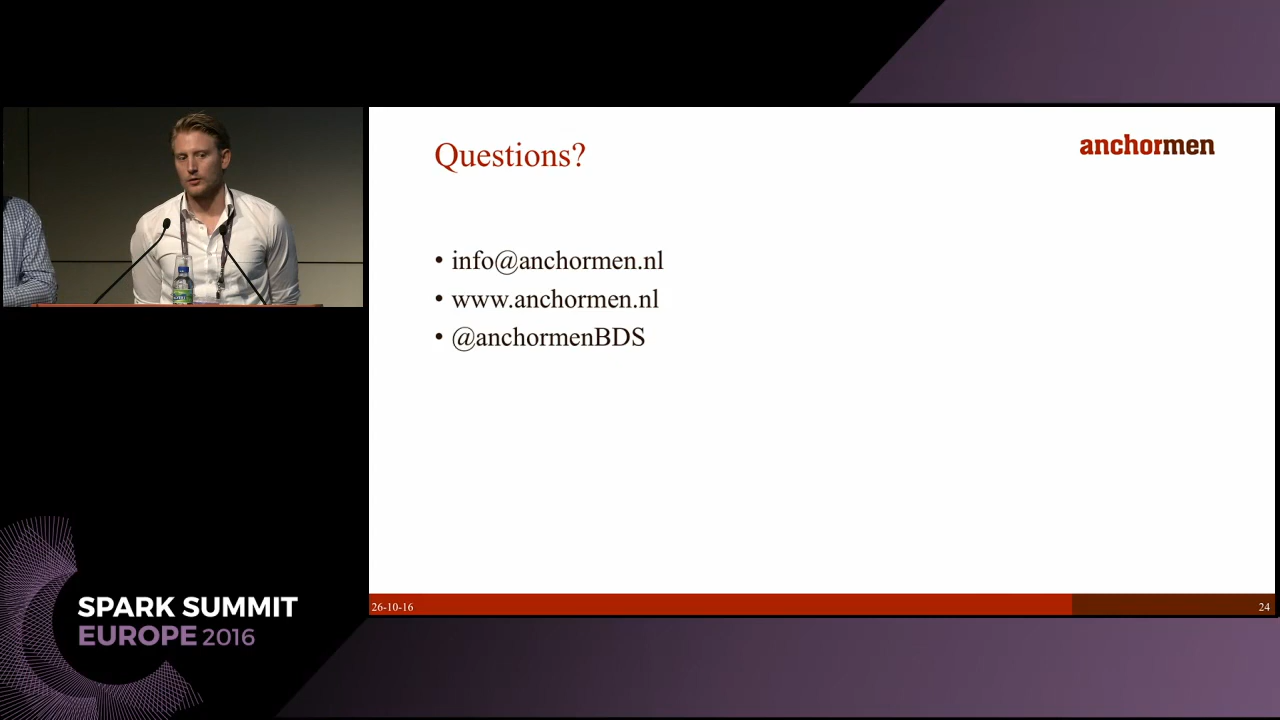 Questions?
anchormen
• info@anchormen.nl
• www.anchormen.nl
• @anchormenBDS
26-10-16
24
SPARK SUMMIT
EUROPE 2016